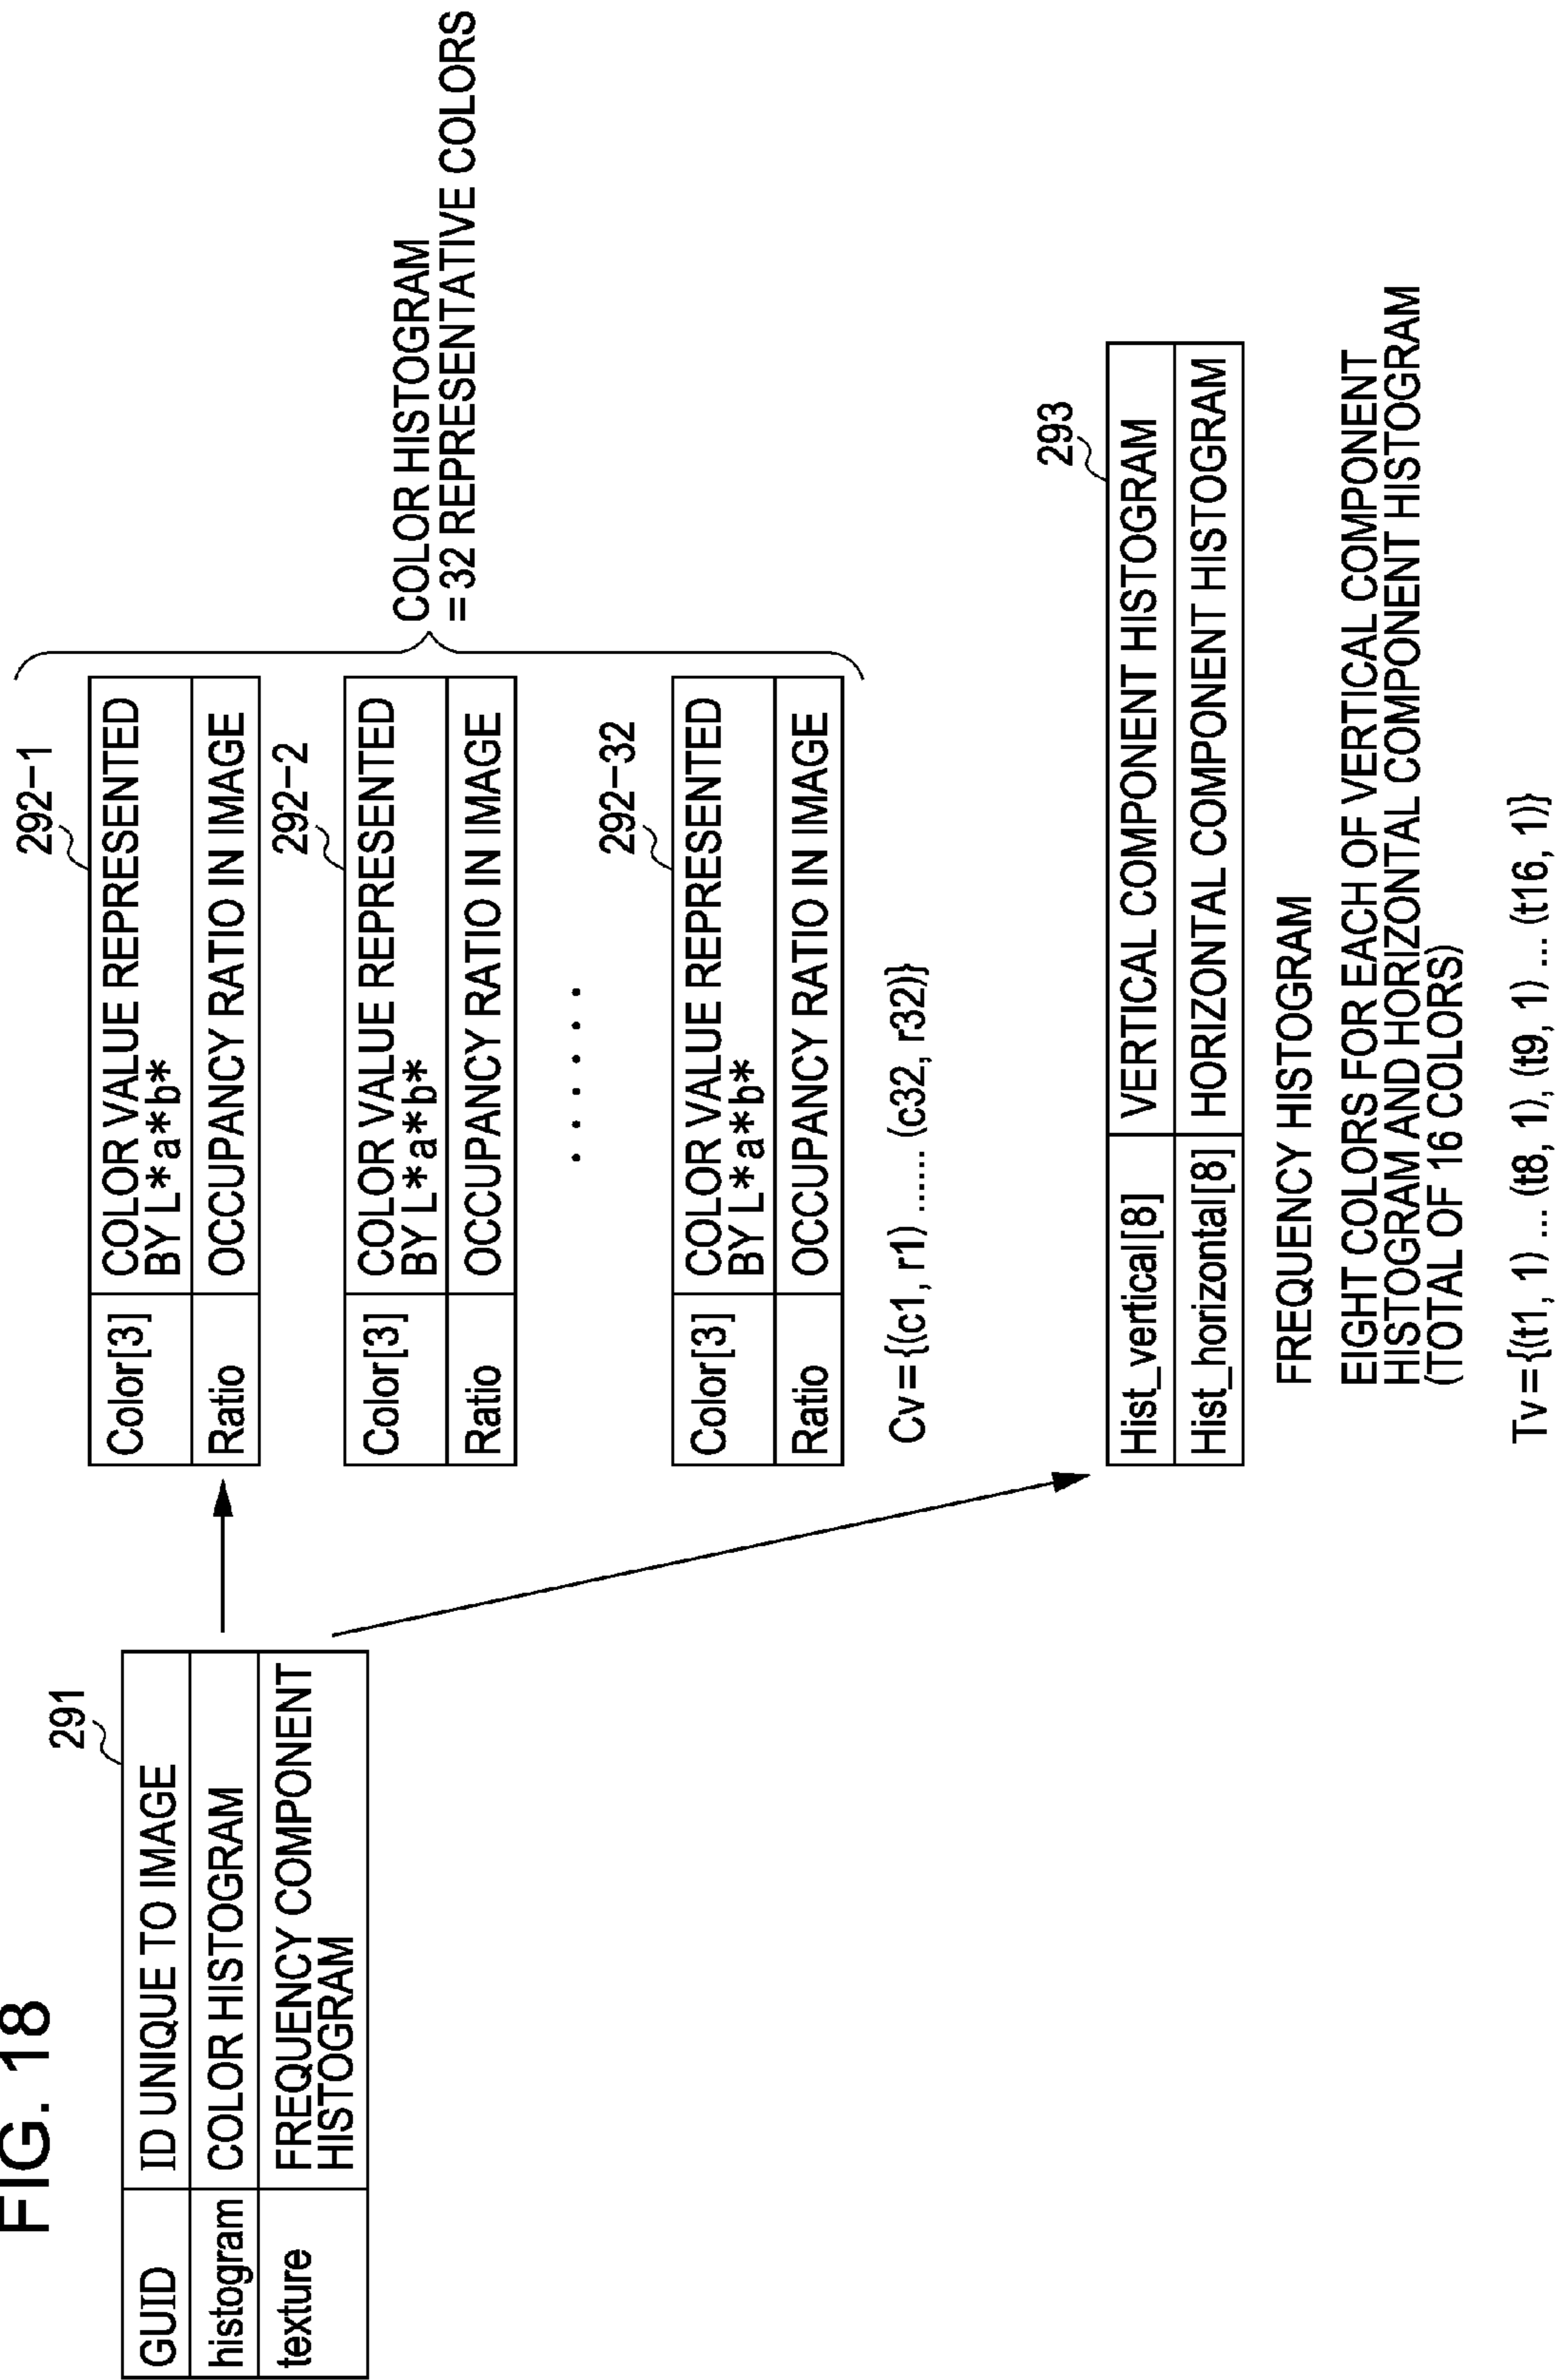 FIG. 18
291
GUID ID UNIQUE TO IMAGE
histogram COLOR HISTOGRAM
texture FREQUENCY COMPONENT
HISTOGRAM
292-1
Color[3] COLOR VALUE REPRESENTED
BY L*a*b*
Ratio OCCUPANCY RATIO IN IMAGE
292-2
Color[3] COLOR VALUE REPRESENTED
BY L*a*b*
Ratio OCCUPANCY RATIO IN IMAGE
. . . . . .
292-32
Color[3] COLOR VALUE REPRESENTED
BY L*a*b*
Ratio OCCUPANCY RATIO IN IMAGE
COLOR HISTOGRAM
= 32 REPRESENTATIVE COLORS
Cv = {(c1, r1) ...... (c32, r32)}
293
Hist_vertical[8] VERTICAL COMPONENT HISTOGRAM
Hist_horizontal[8] HORIZONTAL COMPONENT HISTOGRAM
FREQUENCY HISTOGRAM
EIGHT COLORS FOR EACH OF VERTICAL COMPONENT
HISTOGRAM AND HORIZONTAL COMPONENT HISTOGRAM
(TOTAL OF 16 COLORS)
Tv = {(t1, 1) ... (t8, 1), (t9, 1) ... (t16, 1)}